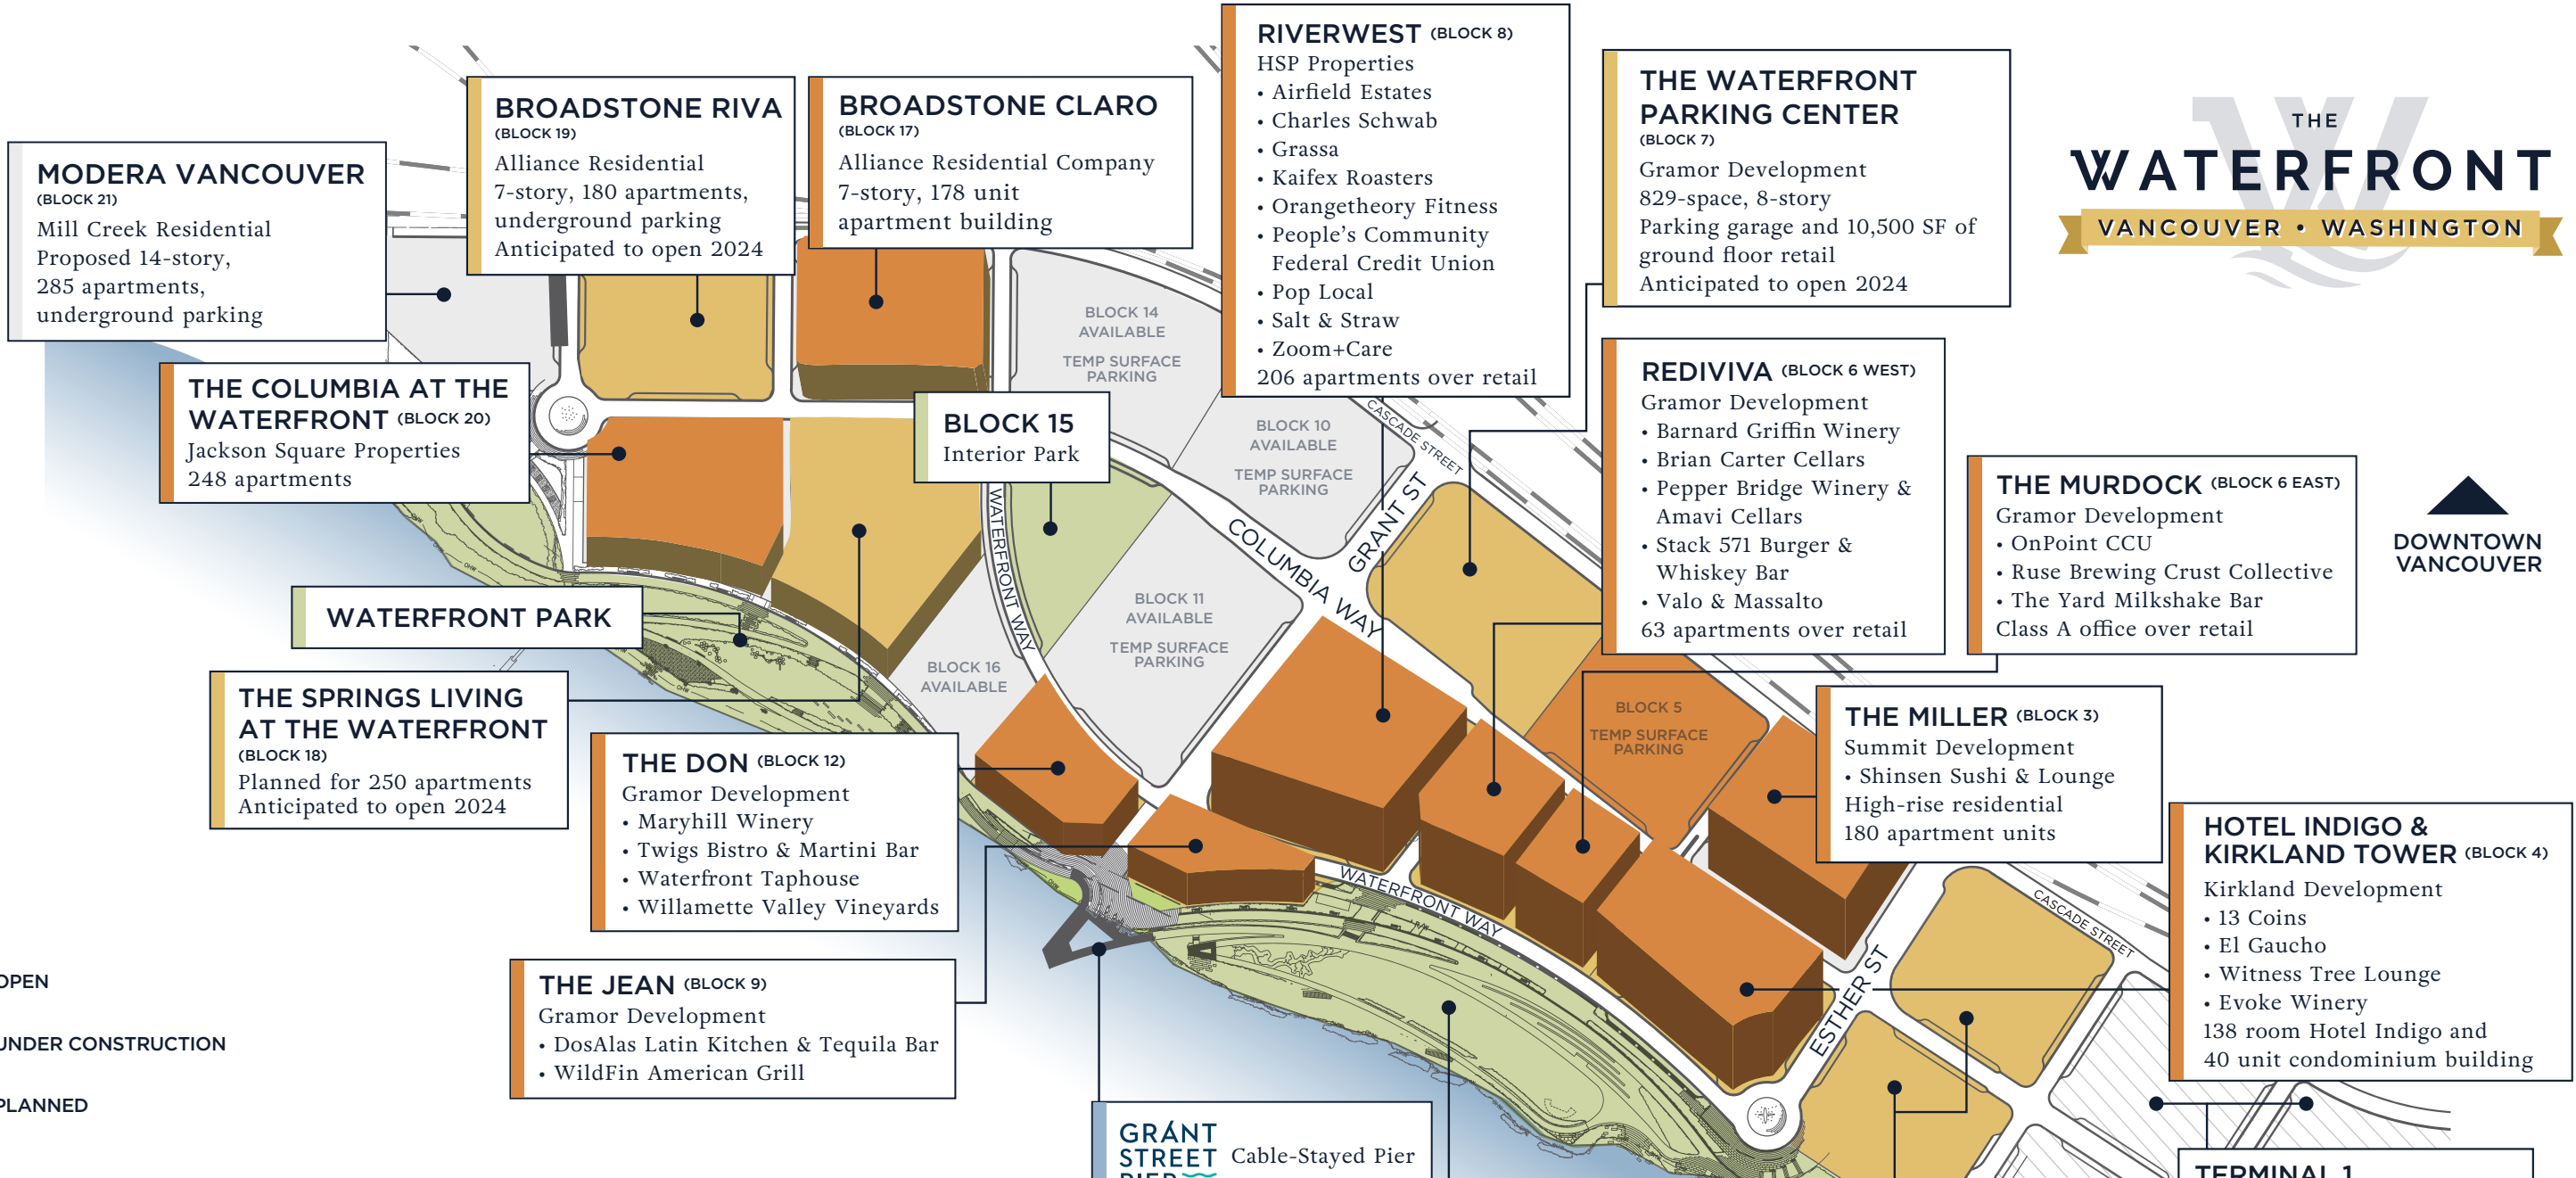 THE
WATERFRONT
VANCOUVER • WASHINGTON
DOWNTOWN
VANCOUVER
MODERA VANCOUVER
(BLOCK 21)
Mill Creek Residential
Proposed 14-story,
285 apartments,
underground parking
BROADSTONE RIVA
(BLOCK 19)
Alliance Residential
7-story, 180 apartments,
underground parking
Anticipated to open 2024
BROADSTONE CLARO
(BLOCK 17)
Alliance Residential Company
7-story, 178 unit
apartment building
RIVERWEST (BLOCK 8)
HSP Properties
• Airfield Estates
• Charles Schwab
• Grassa
• Kaifex Roasters
• Orangetheory Fitness
• People's Community
Federal Credit Union
• Pop Local
• Salt & Straw
• Zoom+Care
206 apartments over retail
THE WATERFRONT
PARKING CENTER
(BLOCK 7)
Gramor Development
829-space, 8-story
Parking garage and 10,500 SF of
ground floor retail
Anticipated to open 2024
THE COLUMBIA AT THE
WATERFRONT (BLOCK 20)
Jackson Square Properties
248 apartments
BLOCK 15
Interior Park
BLOCK 14
AVAILABLE
TEMP SURFACE
PARKING
BLOCK 10
AVAILABLE
TEMP SURFACE
PARKING
CASCADE STREET
GRANT ST
COLUMBIA WAY
WATERFRONT WAY
REDIVIVA (BLOCK 6 WEST)
Gramor Development
• Barnard Griffin Winery
• Brian Carter Cellars
• Pepper Bridge Winery &
Amavi Cellars
• Stack 571 Burger &
Whiskey Bar
• Valo & Massalto
63 apartments over retail
THE MURDOCK (BLOCK 6 EAST)
Gramor Development
• OnPoint CCU
• Ruse Brewing Crust Collective
• The Yard Milkshake Bar
Class A office over retail
WATERFRONT PARK
BLOCK 11
AVAILABLE
TEMP SURFACE
PARKING
BLOCK 16
AVAILABLE
BLOCK 5
TEMP SURFACE
PARKING
THE SPRINGS LIVING
AT THE WATERFRONT
(BLOCK 18)
Planned for 250 apartments
Anticipated to open 2024
THE DON (BLOCK 12)
Gramor Development
• Maryhill Winery
• Twigs Bistro & Martini Bar
• Waterfront Taphouse
• Willamette Valley Vineyards
THE MILLER (BLOCK 3)
Summit Development
• Shinsen Sushi & Lounge
High-rise residential
180 apartment units
HOTEL INDIGO &
KIRKLAND TOWER (BLOCK 4)
Kirkland Development
• 13 Coins
• El Gaucho
• Witness Tree Lounge
• Evoke Winery
138 room Hotel Indigo and
40 unit condominium building
THE JEAN (BLOCK 9)
Gramor Development
• DosAlas Latin Kitchen & Tequila Bar
• WildFin American Grill
WATERFRONT WAY
ESTHER ST
CASCADE STREET
OPEN
UNDER CONSTRUCTION
PLANNED
GRANT
STREET
PIER
Cable-Stayed Pier
TERMINAL 1